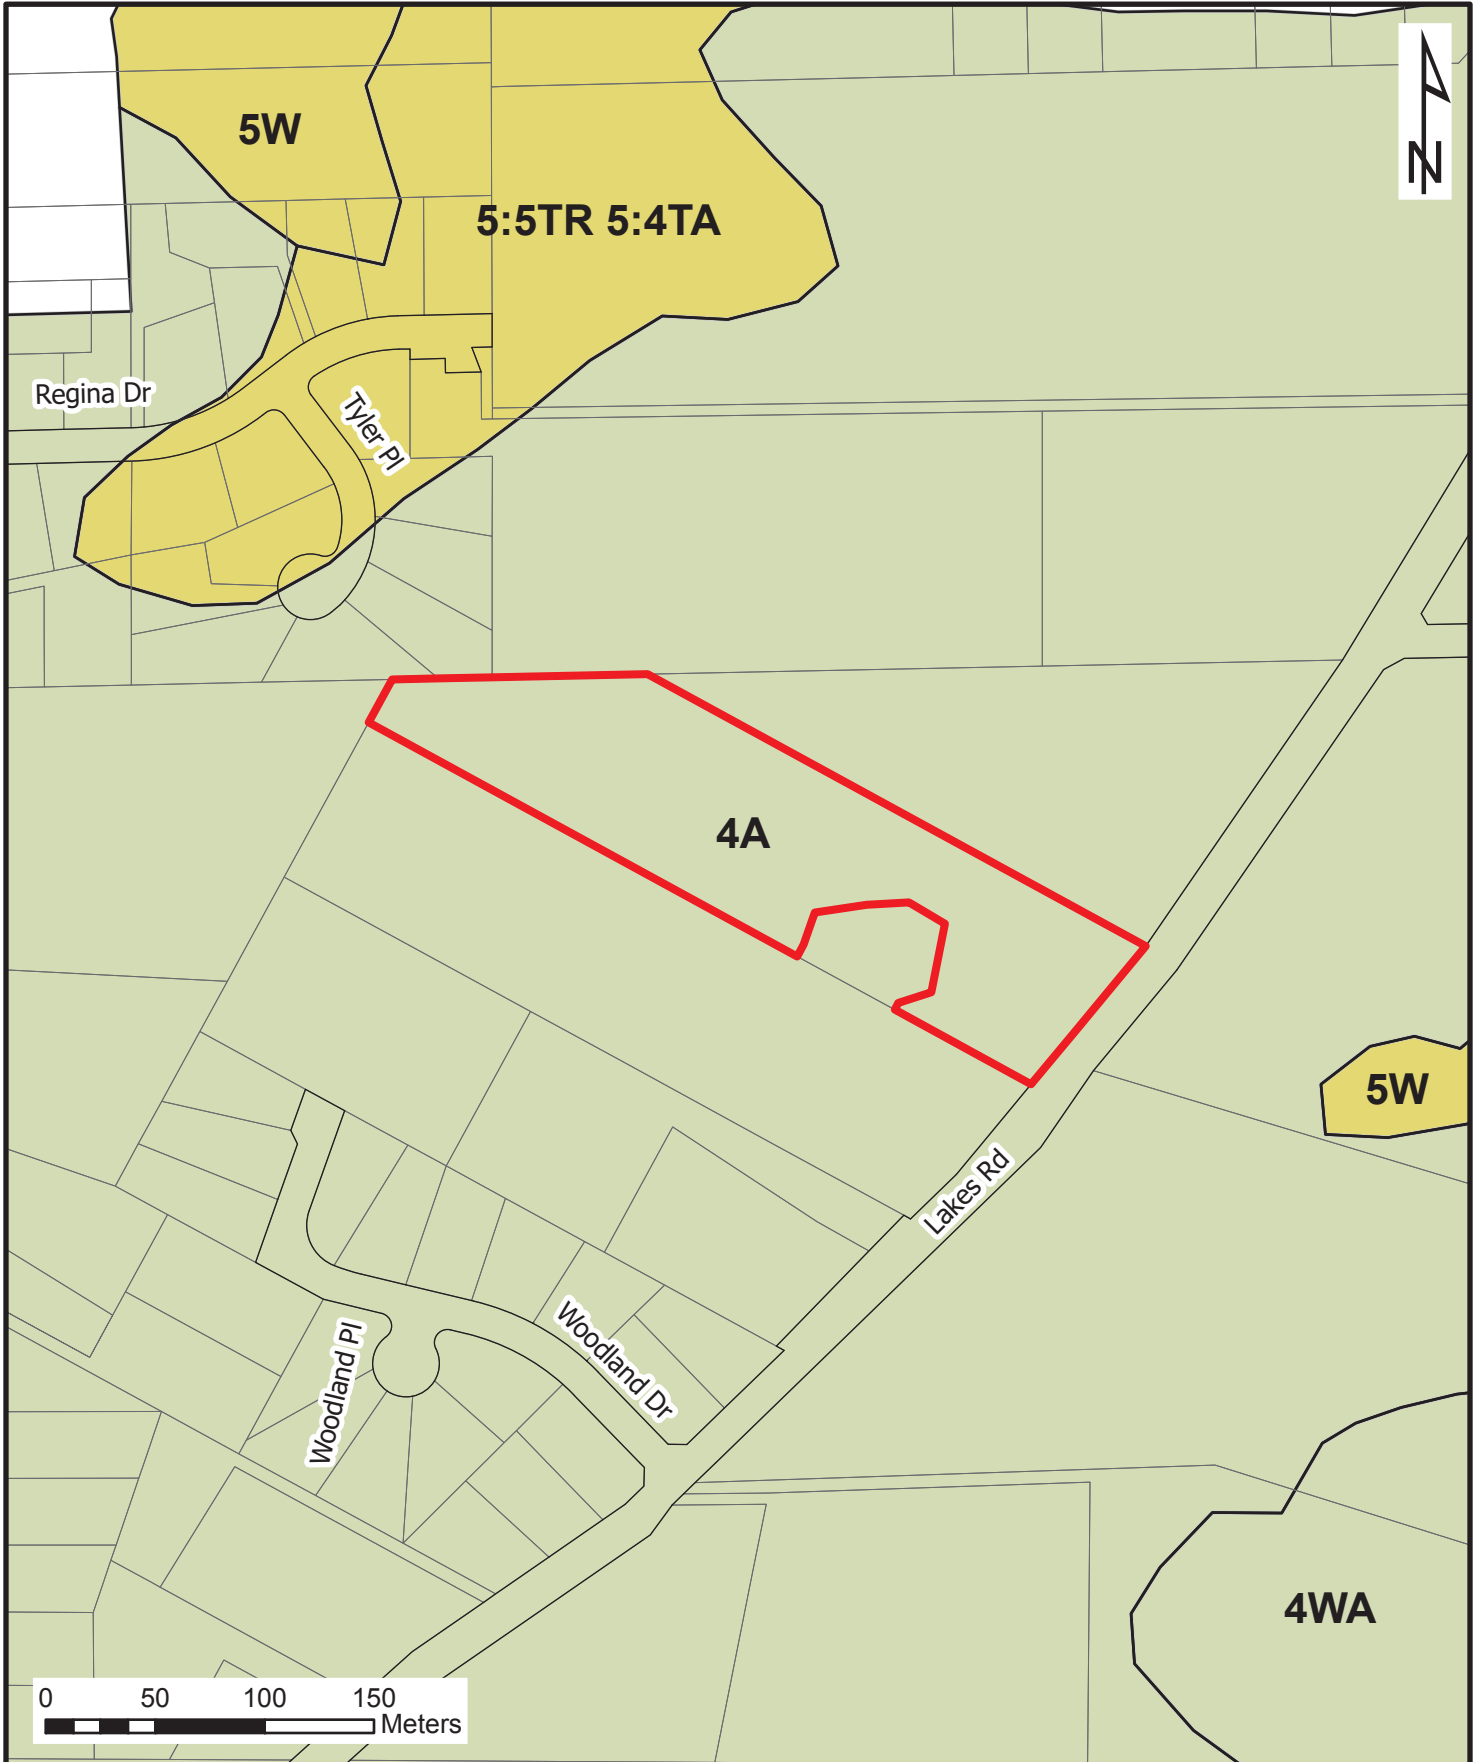 5W
N
5:5TR 5:4TA
Regina Dr
Tyler Pl
4A
5W
Lakes Rd
Woodland Dr
Woodland Pl
4WA
0 50 100 150
Meters